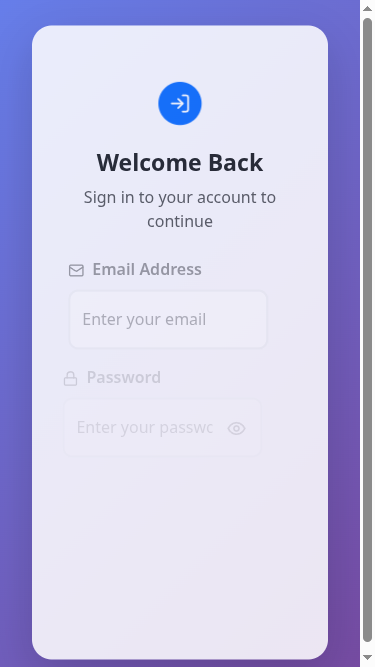 Welcome Back
Sign in to your account to
continue
Email Address
Enter your email
Password
Enter your passwc